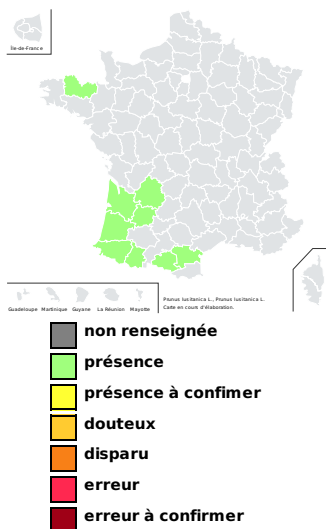 Île-de-France
Prunus lusitanica L., Prunus lusitanica L.
Carte en cours d'élaboration.
Guadeloupe Martinique Guyane La Réunion Mayotte
non renseignée
présence
présence à confimer
douteux
disparu
erreur
erreur à confirmer